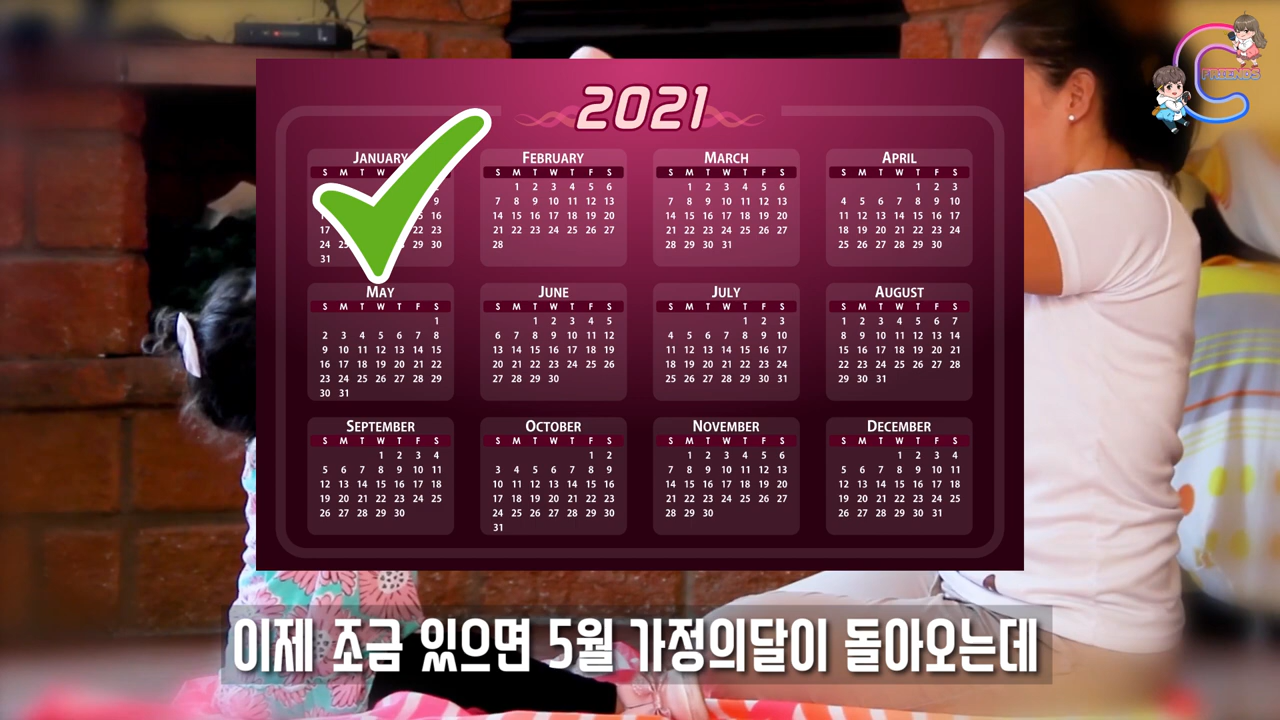 FRIENDS
2021
JANUARY FEBRUARY MARCH APRIL
S M T W S M T W T F S S M T W T F S S M T W T F S
1 2 3 4 5 6 1 2 3 4 5 6 1 2 3
9 7 8 9 10 11 12 13 7 8 9 10 11 12 13 4 5 6 7 8 9 10
16 14 15 16 17 18 19 20 14 15 16 17 18 19 20 11 12 13 14 15 16 17
17 22 23 21 22 23 24 25 26 27 21 22 23 24 25 26 27 18 19 20 21 22 23 24
24 29 30 28 28 29 30 31 25 26 27 28 29 30
31
MAY JUNE JULY AUGUST
S M T W T F S S M T W T F S S M T W T F S S M T W T F S
1 1 2 3 4 5 1 2 3 1 2 3 4 5 6 7
2 3 4 5 6 7 8 6 7 8 9 10 11 12 4 5 6 7 8 9 10 8 9 10 11 12 13 14
9 10 11 12 13 14 15 13 14 15 16 17 18 19 11 12 13 14 15 16 17 15 16 17 18 19 20 21
16 17 18 19 20 21 22 20 21 22 23 24 25 26 18 19 20 21 22 23 24 22 23 24 25 26 27 28
23 24 25 26 27 28 29 27 28 29 30 25 26 27 28 29 30 31 29 30 31
30 31
SEPTEMBER OCTOBER NOVEMBER DECEMBER
S M T W T F S S M T W T F S S M T W T F S S M T W T F S
1 2 3 4 1 2 1 2 3 4 5 6 1 2 3 4
5 6 7 8 9 10 11 3 4 5 6 7 8 9 7 8 9 10 11 12 13 5 6 7 8 9 10 11
12 13 14 15 16 17 18 10 11 12 13 14 15 16 14 15 16 17 18 19 20 12 13 14 15 16 17 18
19 20 21 22 23 24 25 17 18 19 20 21 22 23 21 22 23 24 25 26 27 19 20 21 22 23 24 25
26 27 28 29 30 24 25 26 27 28 29 30 28 29 30 26 27 28 29 30 31
31
이제 조금 있으면 5월 가정의달이 돌아오는데